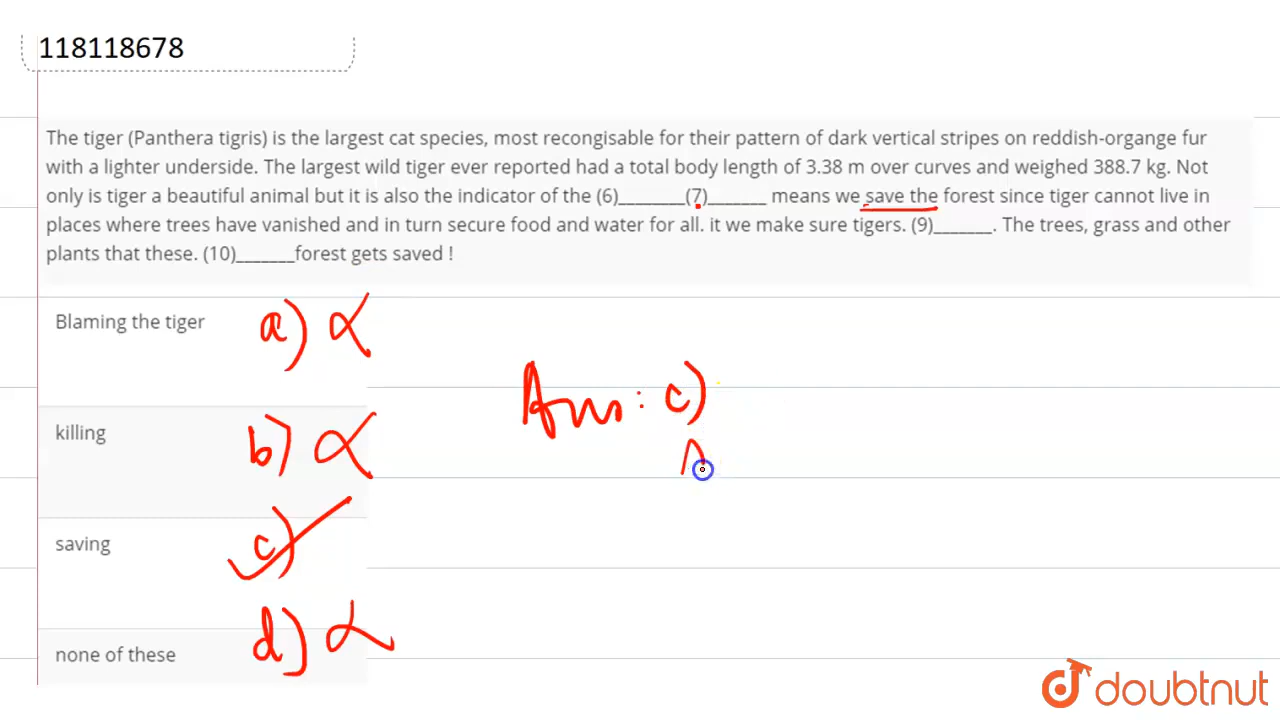 118118678
The tiger (Panthera tigris) is the largest cat species, most recongisable for their pattern of dark vertical stripes on reddish-organge fur
with a lighter underside. The largest wild tiger ever reported had a total body length of 3.38 m over curves and weighed 388.7 kg. Not
only is tiger a beautiful animal but it is also the indicator of the (6)________(7)_______ means we save the forest since tiger cannot live in
places where trees have vanished and in turn secure food and water for all. it we make sure tigers. (9)_______. The trees, grass and other
plants that these. (10)_______forest gets saved !
Blaming the tiger a)
killing b)
Ans: c)
saving c)
none of these d)
doubtnut